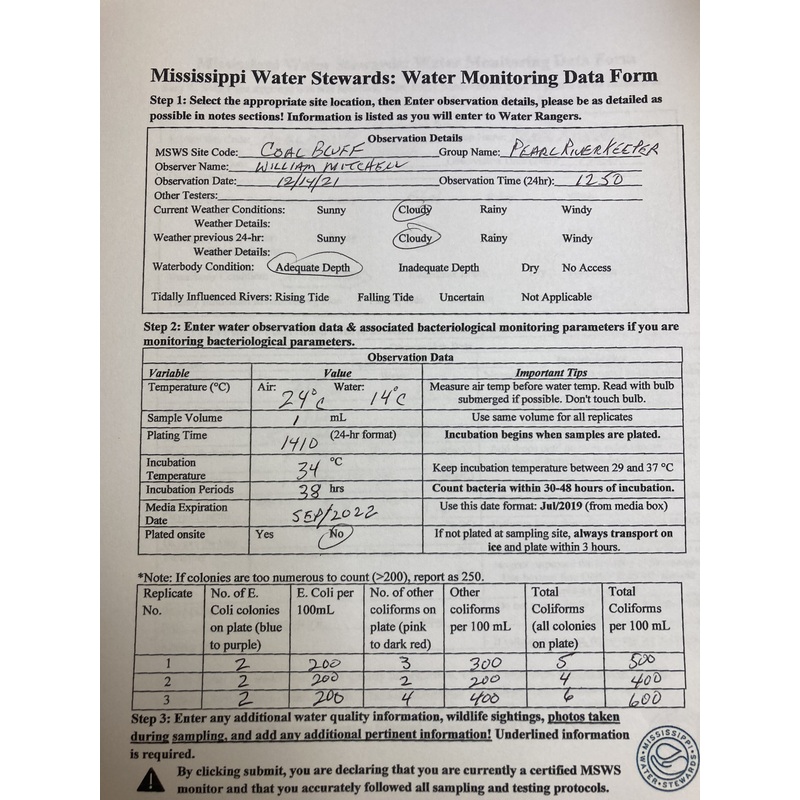 Mississippi Water Stewards: Water Monitoring Data Form
Step 1: Select the appropriate site location, then Enter observation details, please be as detailed as
possible in notes sections! Information is listed as you will enter to Water Rangers.
Observation Details
MSWS Site Code: COAL BLUFF Group Name: PEARL RIVERKEEPER
Observer Name: WILLIAM MITCHELL
Observation Date: 12/14/21 Observation Time (24hr): 1250
Other Testers:
Current Weather Conditions: Sunny Cloudy Rainy Windy
Weather Details:
Weather previous 24-hr: Sunny Cloudy Rainy Windy
Weather Details:
Waterbody Condition: Adequate Depth Inadequate Depth Dry No Access
Tidally Influenced Rivers: Rising Tide Falling Tide Uncertain Not Applicable
Step 2: Enter water observation data & associated bacteriological monitoring parameters if you are
monitoring bacteriological parameters.
Observation Data
Variable Value Important Tips
Temperature (°C) Air: 24°C Water: 14°C Measure air temp before water temp. Read with bulb
submerged if possible. Don't touch bulb.
Sample Volume 1 mL Use same volume for all replicates
Plating Time 1410 (24-hr format) Incubation begins when samples are plated.
Incubation
Temperature 34 °C Keep incubation temperature between 29 and 37 °C
Incubation Periods 38 hrs Count bacteria within 30-48 hours of incubation.
Media Expiration
Date SEP/2022 Use this date format: Jul/2019 (from media box)
Plated onsite Yes No If not plated at sampling site, always transport on
ice and plate within 3 hours.
*Note: If colonies are too numerous to count (>200), report as 250.
Replicate No. of E. E. Coli per No. of other Other Total Total
No. Coli colonies 100mL coliforms on coliforms Coliforms Coliforms
on plate (blue plate (pink per 100 mL (all colonies per 100 mL
to purple) to dark red) on plate)
1 2 200 3 300 5 500
2 2 200 2 200 4 400
3 2 200 4 400 6 600
Step 3: Enter any additional water quality information, wildlife sightings, photos taken
during sampling, and add any additional pertinent information! Underlined information
is required.
By clicking submit, you are declaring that you are currently a certified MSWS
monitor and that you accurately followed all sampling and testing protocols.
MISSISSIPPI WATER STEWARDS